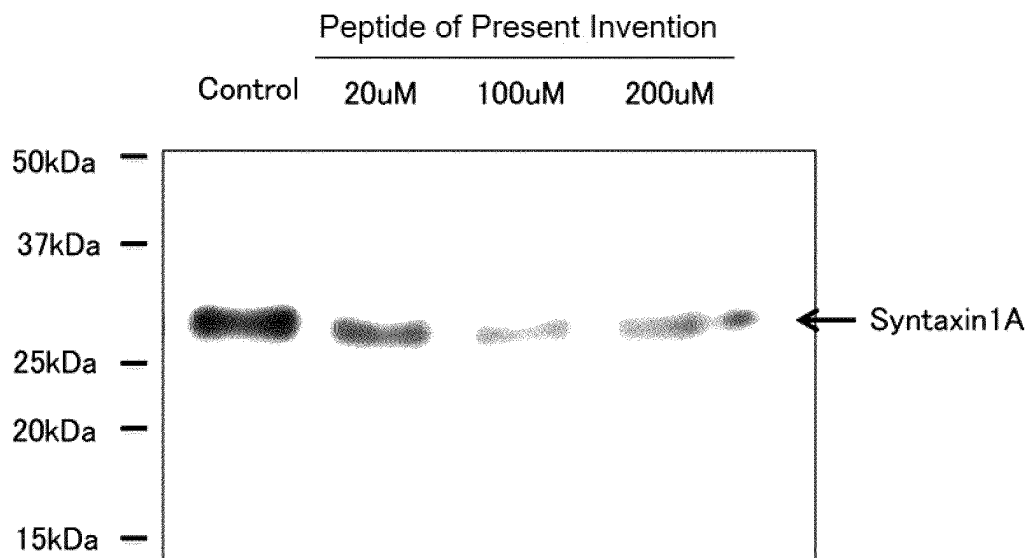 Peptide of Present Invention
Control 20uM 100uM 200uM
50kDa
37kDa
Syntaxin1A
25kDa
20kDa
15kDa